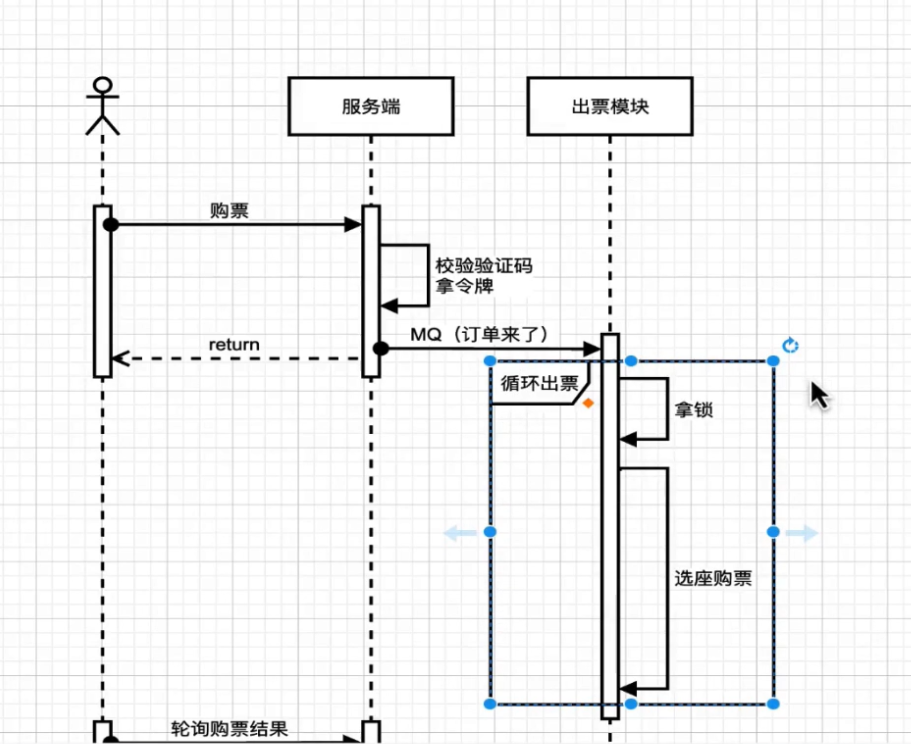 服务端
出票模块
购票
校验验证码
拿令牌
MQ（订单来了）
return
循环出票
拿锁
选座购票
轮询购票结果